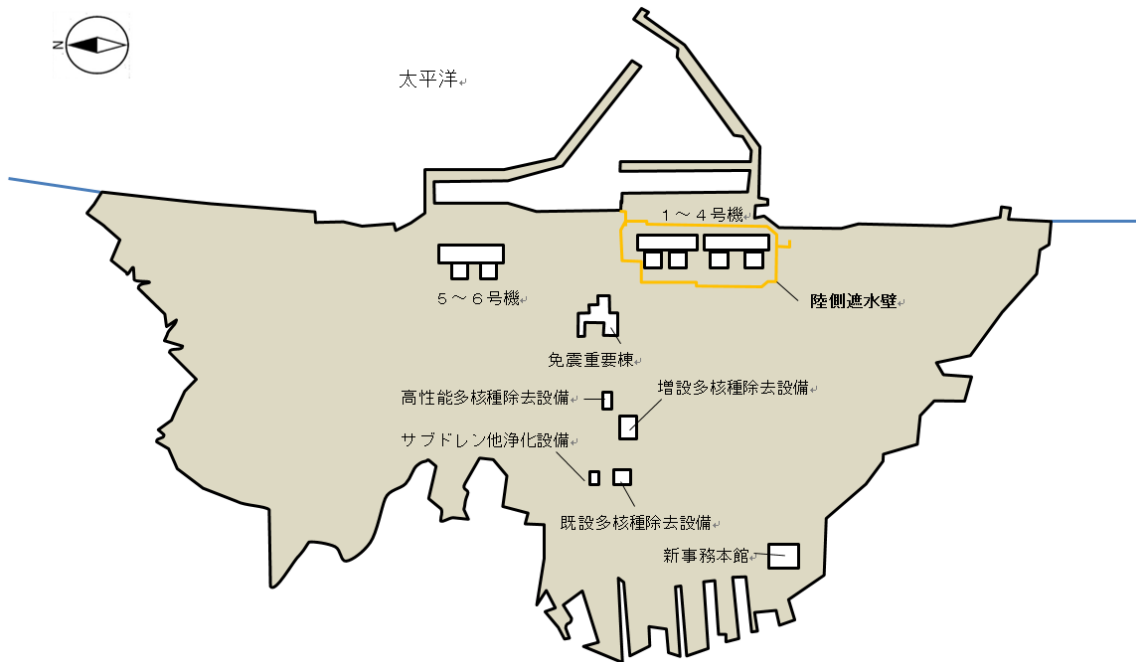 N
太平洋
1～4号機
5～6号機
陸側遮水壁
免震重要棟
高性能多核種除去設備
増設多核種除去設備
サブドレン他浄化設備
既設多核種除去設備
新事務本館